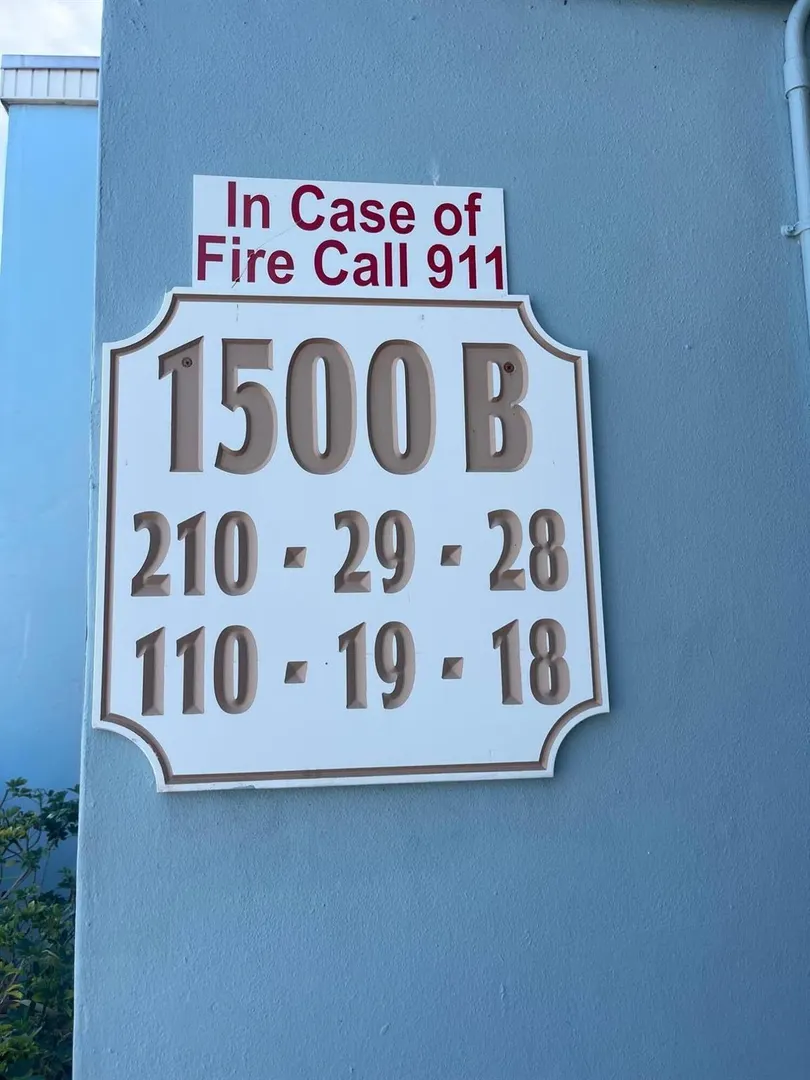 In Case of
Fire Call 911
1500 B
210 - 29 - 28
110 - 19 - 18